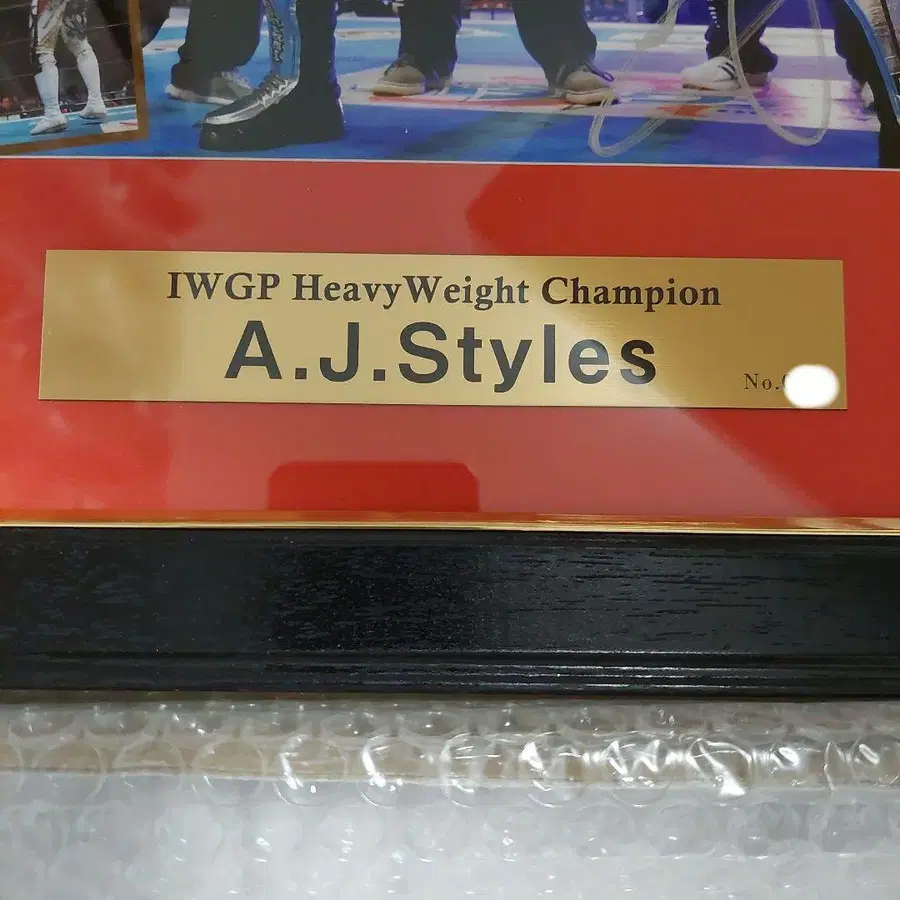 IWGP HeavyWeight Champion
A.J.Styles
No.